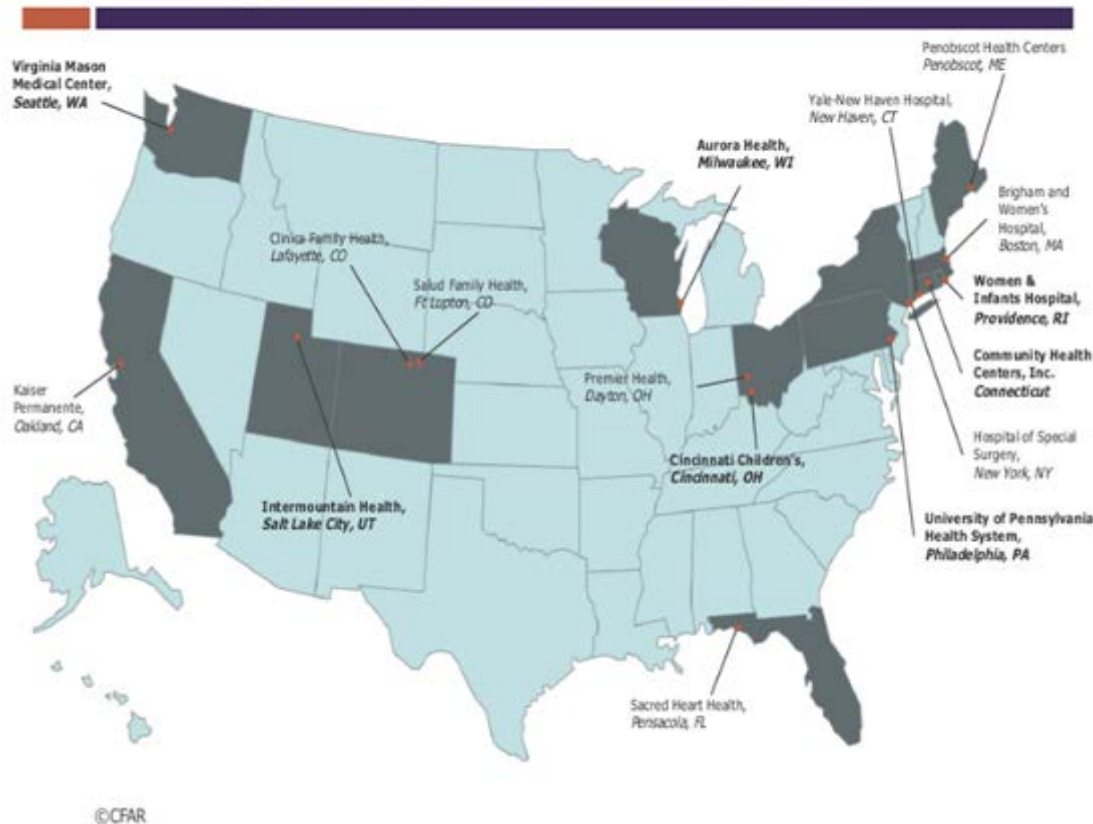 Penobscot Health Centers
Penobscot, ME
Virginia Mason
Medical Center,
Seattle, WA
Yale-New Haven Hospital,
New Haven, CT
Aurora Health,
Milwaukee, WI
Brigham and
Women's
Hospital,
Boston, MA
Clinica Family Health,
Lafayette, CO
Salud Family Health,
Ft Lupton, CO
Women &
Infants Hospital,
Providence, RI
Community Health
Centers, Inc.
Connecticut
Premier Health,
Dayton, OH
Kaiser
Permanente,
Oakland, CA
Hospital of Special
Surgery,
New York, NY
Cincinnati Children's,
Cincinnati, OH
Intermountain Health,
Salt Lake City, UT
University of Pennsylvania
Health System,
Philadelphia, PA
Sacred Heart Health,
Pensacola, FL
©CFAR